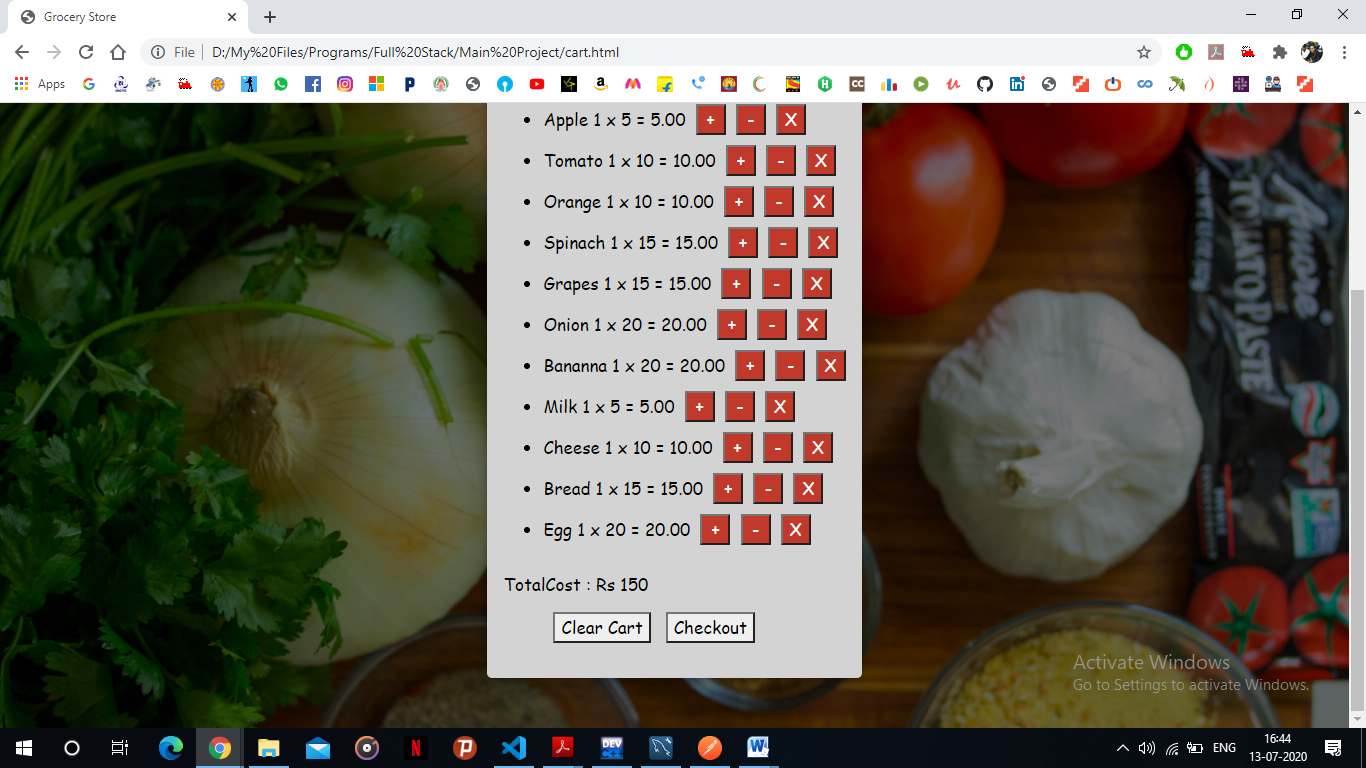 Grocery Store
File
D:/My%20Files/Programs/Full%20Stack/Main%20Project/cart.html
Apps
Apple 1 x 5 = 5.00 + - X
Tomato 1 x 10 = 10.00 + - X
Orange 1 x 10 = 10.00 + - X
Spinach 1 x 15 = 15.00 + - X
Grapes 1 x 15 = 15.00 + - X
Onion 1 x 20 = 20.00 + - X
Bananna 1 x 20 = 20.00 + - X
Milk 1 x 5 = 5.00 + - X
Cheese 1 x 10 = 10.00 + - X
Bread 1 x 15 = 15.00 + - X
Egg 1 x 20 = 20.00 + - X
TotalCost : Rs 150
Clear Cart Checkout
Amore
TOMATO PASTE
Activate Windows
Go to Settings to activate Windows.
ENG
16:44
13-07-2020